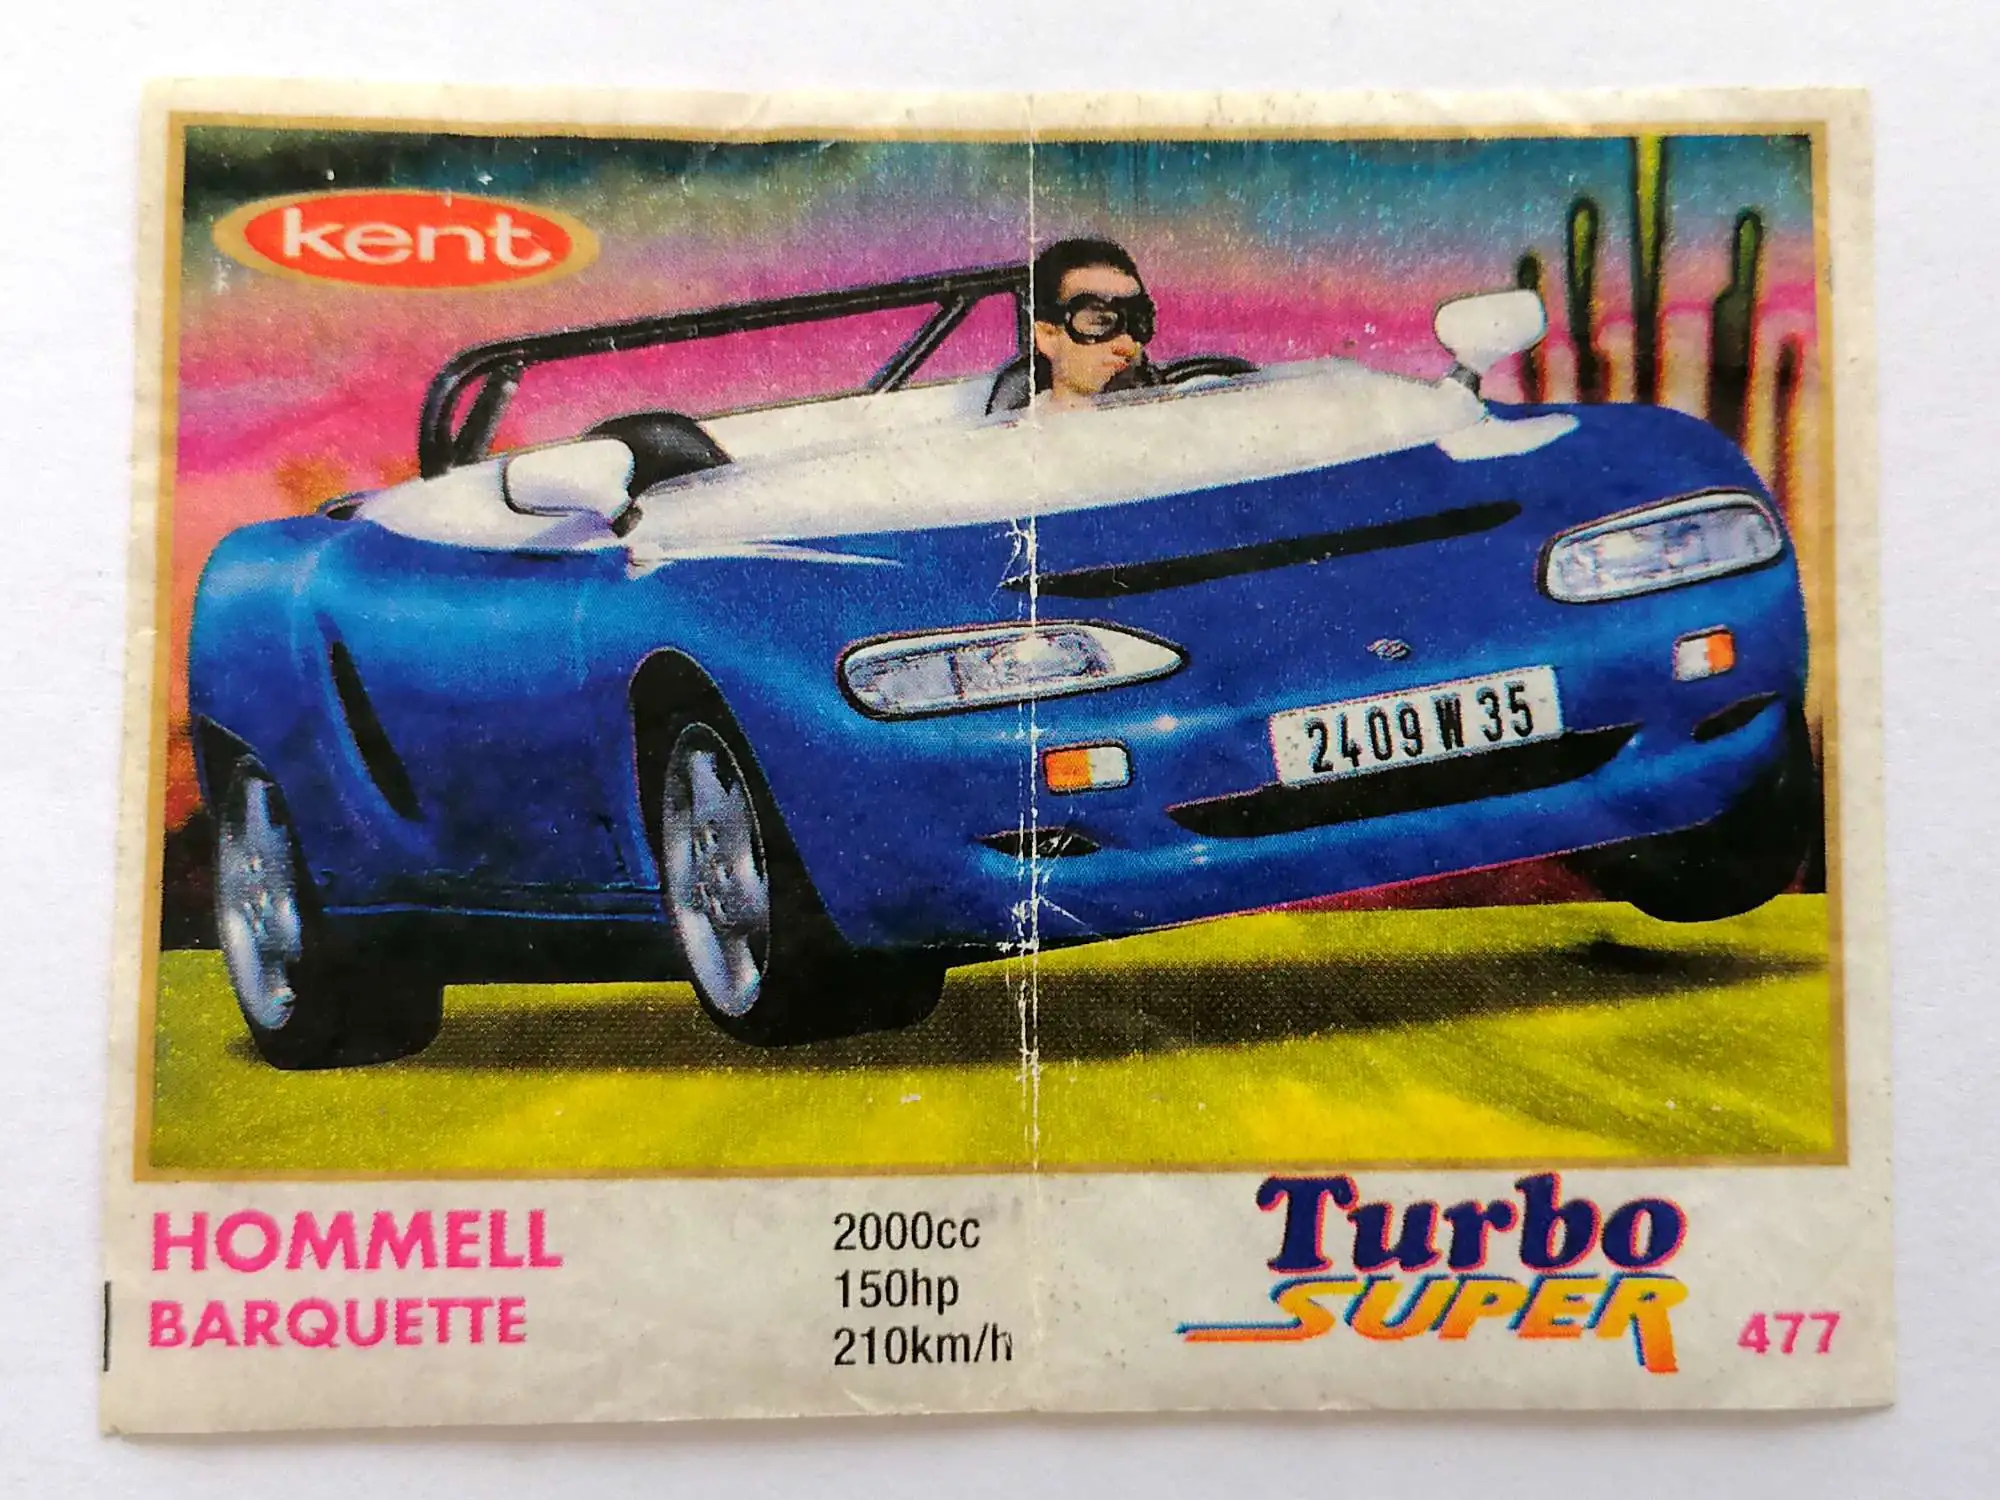 kent
2409 W 35
HOMMELL
BARQUETTE
2000cc
150hp
210km/h
Turbo
SUPER
477